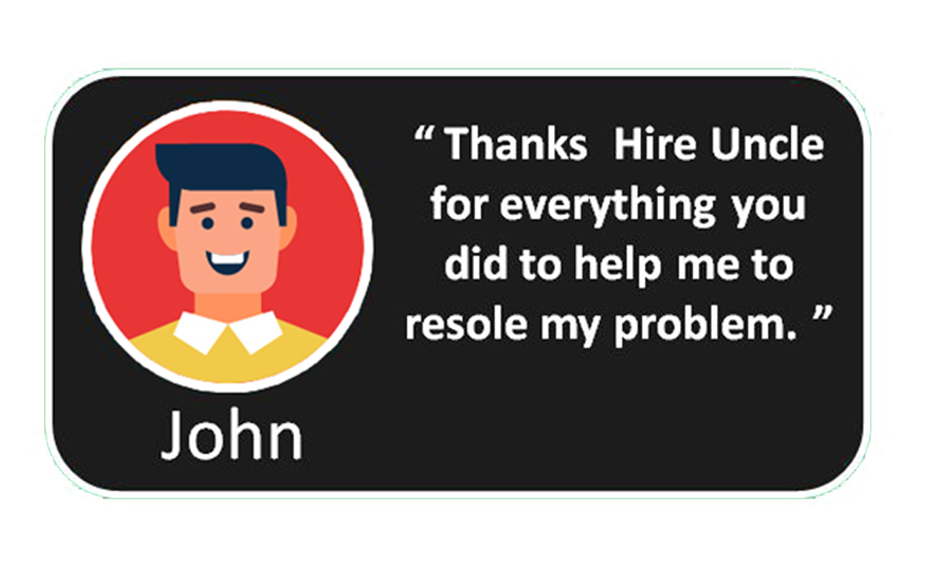 “ Thanks  Hire Uncle
for everything you
did to help me to
resole my problem. ”
John